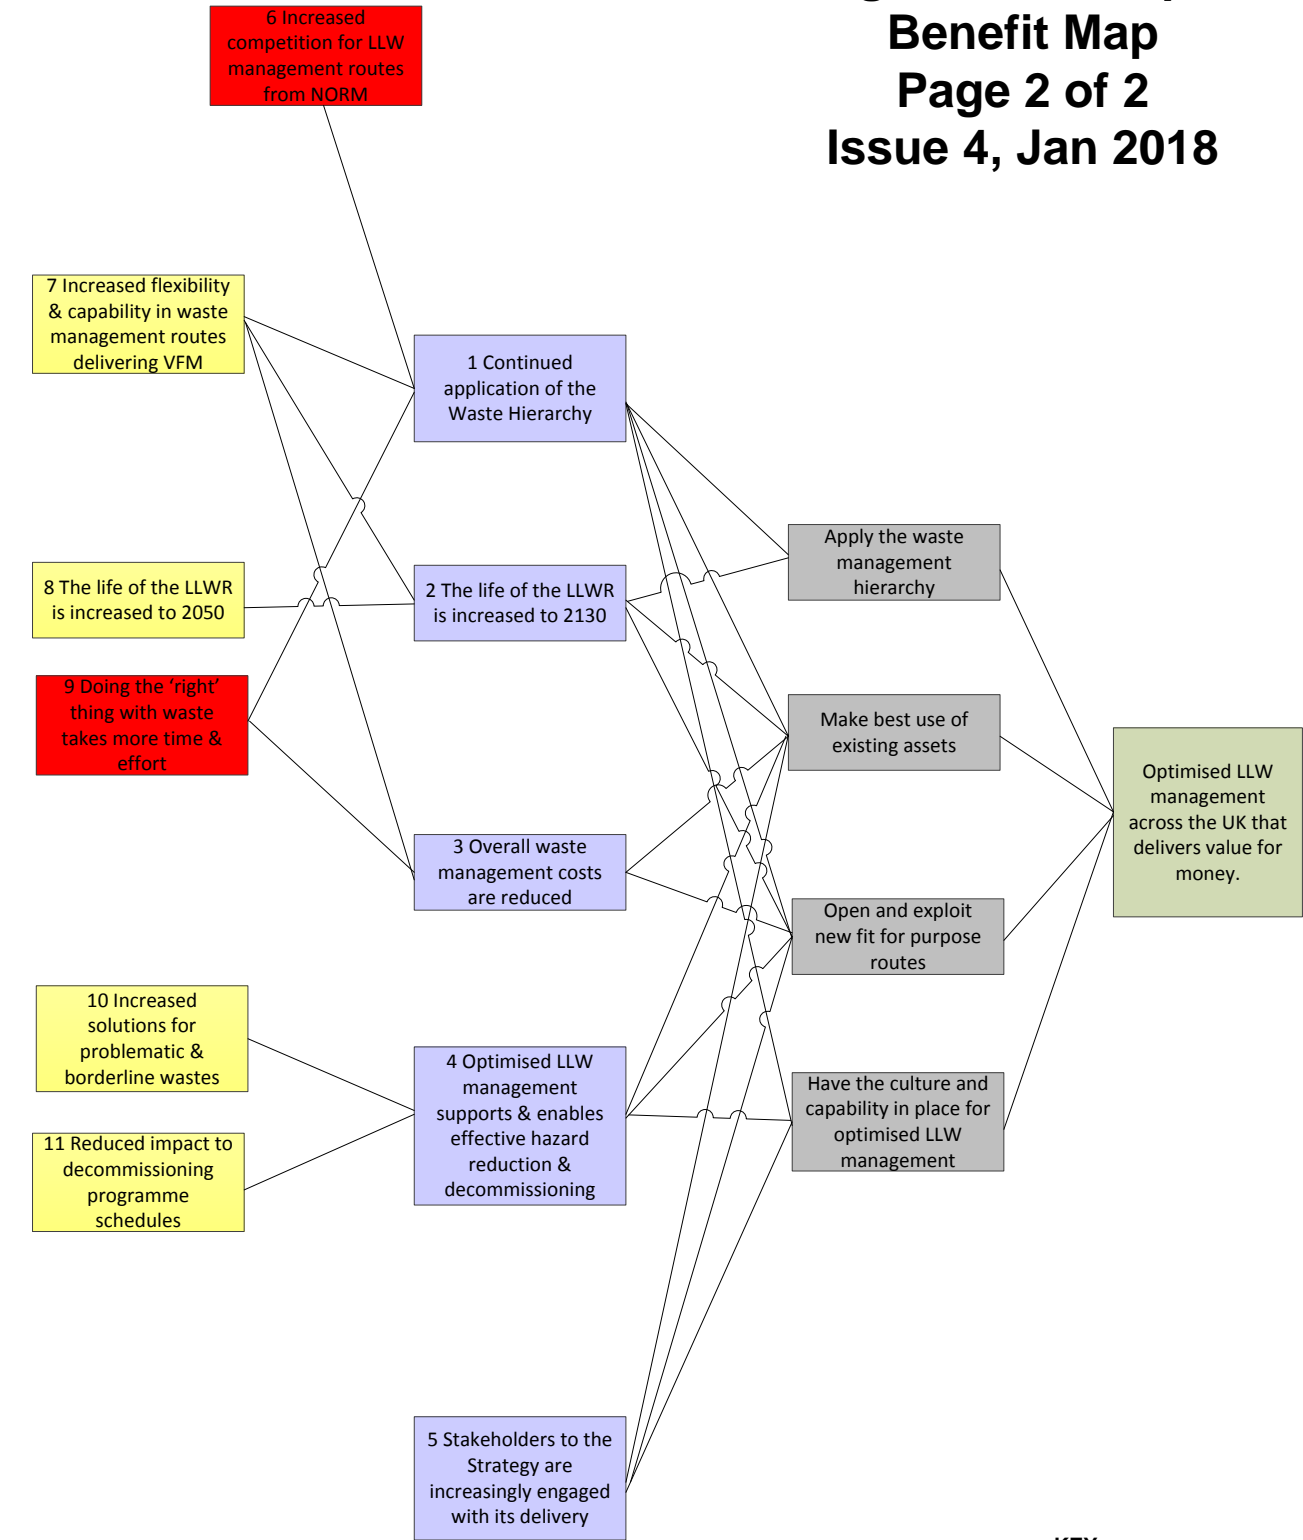 Benefit Map
Page 2 of 2
Issue 4, Jan 2018
6 Increased
competition for LLW
management routes
from NORM
7 Increased flexibility
& capability in waste
management routes
delivering VFM
1 Continued
application of the
Waste Hierarchy
Apply the waste
management
hierarchy
8 The life of the LLWR
is increased to 2050
2 The life of the LLWR
is increased to 2130
9 Doing the ‘right’
thing with waste
takes more time &
effort
Make best use of
existing assets
Optimised LLW
management
across the UK that
delivers value for
money.
3 Overall waste
management costs
are reduced
Open and exploit
new fit for purpose
routes
10 Increased
solutions for
problematic &
borderline wastes
4 Optimised LLW
management
supports & enables
effective hazard
reduction &
decommissioning
Have the culture and
capability in place for
optimised LLW
management
11 Reduced impact to
decommissioning
programme
schedules
5 Stakeholders to the
Strategy are
increasingly engaged
with its delivery